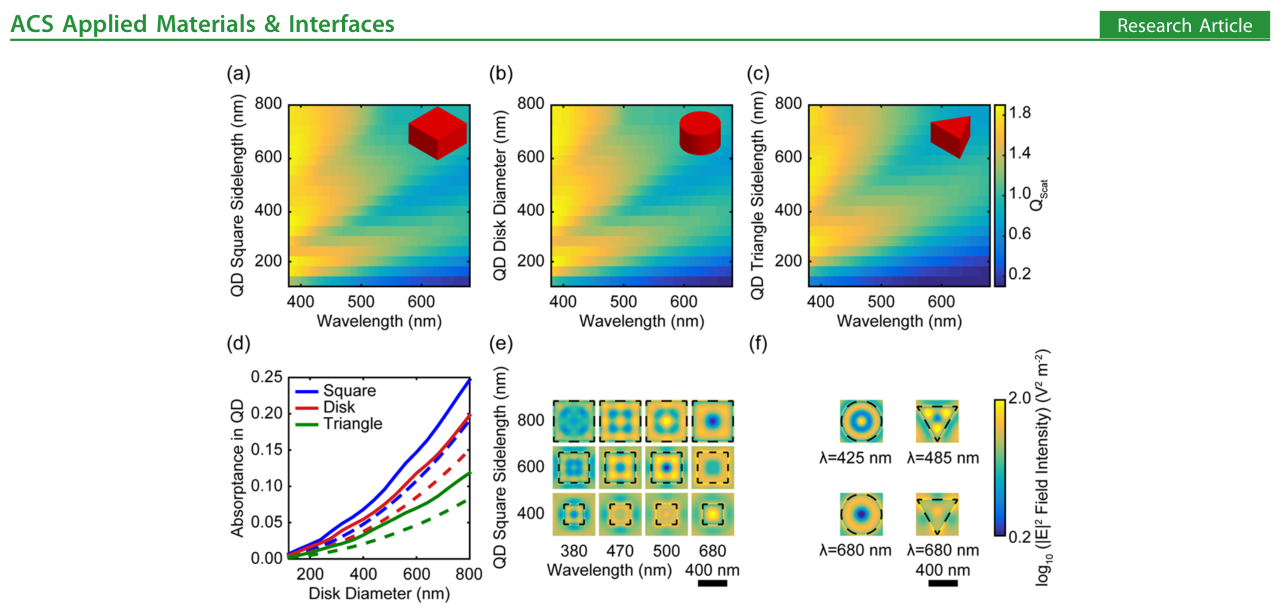 ACS Applied Materials & Interfaces
Research Article
(a)
QD Square Sidelength (nm)
800
600
400
200
400 500 600
Wavelength (nm)
(b)
QD Disk Diameter (nm)
800
600
400
200
400 500 600
Wavelength (nm)
(c)
QD Triangle Sidelength (nm)
800
600
400
200
400 500 600
Wavelength (nm)
1.8
1.4
1.0
0.6
0.2
QScat
(d)
Absorptance in QD
0.25
0.20
0.15
0.10
0.05
0.00
Square
Disk
Triangle
200 400 600 800
Disk Diameter (nm)
(e)
QD Square Sidelength (nm)
800
600
400
380 470 500 680
Wavelength (nm) 400 nm
(f)
λ=425 nm λ=485 nm
λ=680 nm λ=680 nm
400 nm
2.0
0.2
log10 (|E|² Field Intensity) (V² m⁻²)